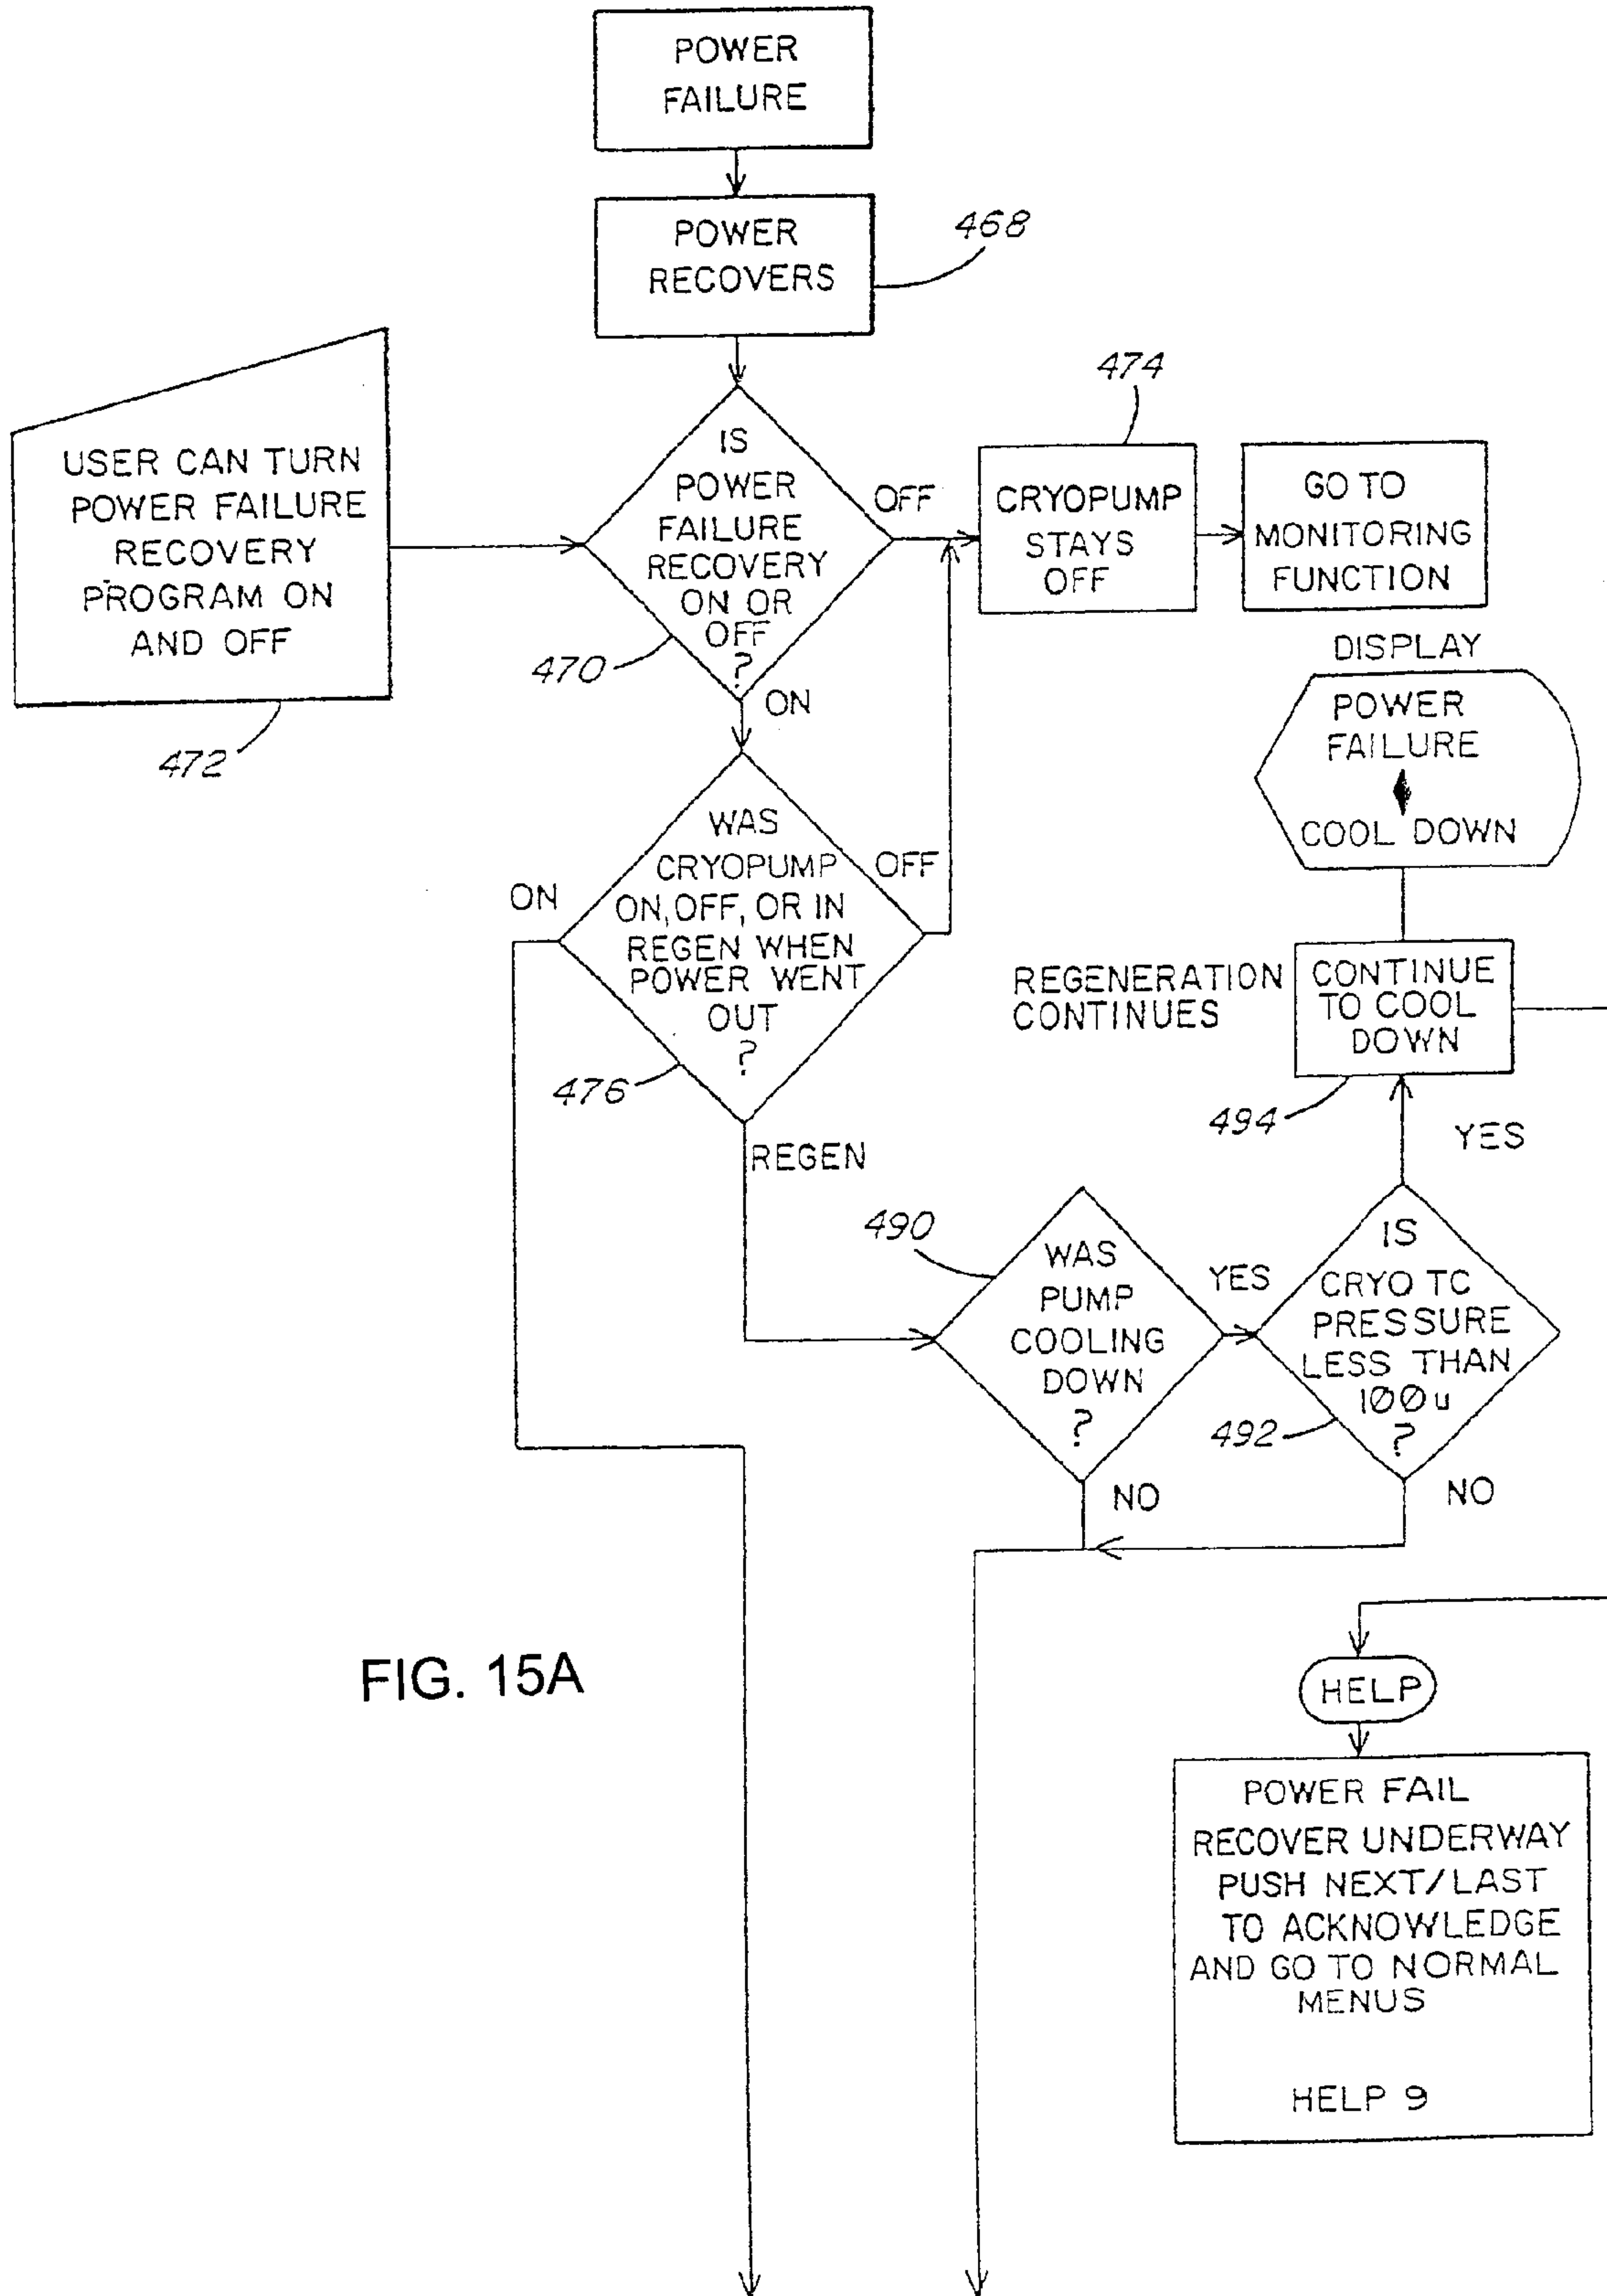 POWER
FAILURE
POWER
RECOVERS
468
USER CAN TURN
POWER FAILURE
RECOVERY
PROGRAM ON
AND OFF
472
IS
POWER
FAILURE
RECOVERY
ON OR
OFF
?
470
OFF
ON
474
CRYOPUMP
STAYS
OFF
GO TO
MONITORING
FUNCTION
DISPLAY
POWER
FAILURE
COOL DOWN
WAS
CRYOPUMP
ON, OFF, OR IN
REGEN WHEN
POWER WENT
OUT
?
476
ON
OFF
REGEN
REGENERATION
CONTINUES
CONTINUE
TO COOL
DOWN
494
YES
490
WAS
PUMP
COOLING
DOWN
?
YES
NO
IS
CRYO TC
PRESSURE
LESS THAN
100u
?
492
NO
FIG. 15A
HELP
POWER FAIL
RECOVER UNDERWAY
PUSH NEXT/LAST
TO ACKNOWLEDGE
AND GO TO NORMAL
MENUS
HELP 9